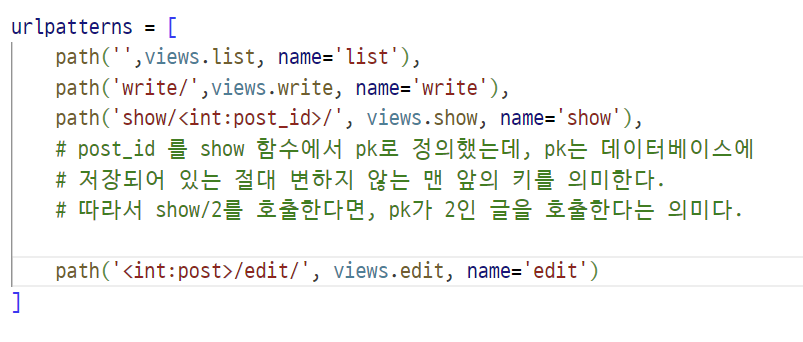 urlpatterns = [
path('',views.list, name='list'),
path('write/',views.write, name='write'),
path('show/<int:post_id>/', views.show, name='show'),
# post_id 를 show 함수에서 pk로 정의했는데, pk는 데이터베이스에
# 저장되어 있는 절대 변하지 않는 맨 앞의 키를 의미한다.
# 따라서 show/2를 호출한다면, pk가 2인 글을 호출한다는 의미다.
path('<int:post>/edit/', views.edit, name='edit')
]